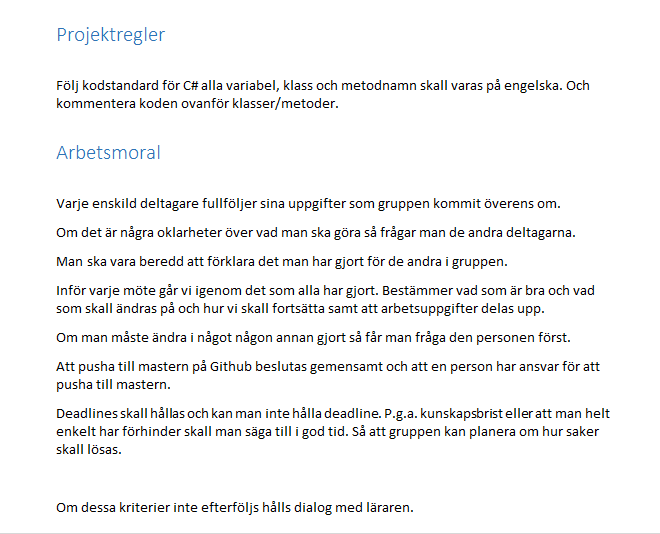 Projektregler
Följ kodstandard för C# alla variabel, klass och metodnamn skall varas på engelska. Och
kommentera koden ovanför klasser/metoder.
Arbetsmoral
Varje enskild deltagare fullföljer sina uppgifter som gruppen kommit överens om.
Om det är några oklarheter över vad man ska göra så frågar man de andra deltagarna.
Man ska vara beredd att förklara det man har gjort för de andra i gruppen.
Inför varje möte går vi igenom det som alla har gjort. Bestämmer vad som är bra och vad
som skall ändras på och hur vi skall fortsätta samt att arbetsuppgifter delas upp.
Om man måste ändra i något någon annan gjort så får man fråga den personen först.
Att pusha till mastern på Github beslutas gemensamt och att en person har ansvar för att
pusha till mastern.
Deadlines skall hållas och kan man inte hålla deadline. P.g.a. kunskapsbrist eller att man helt
enkelt har förhinder skall man säga till i god tid. Så att gruppen kan planera om hur saker
skall lösas.
Om dessa kriterier inte efterföljs hålls dialog med läraren.